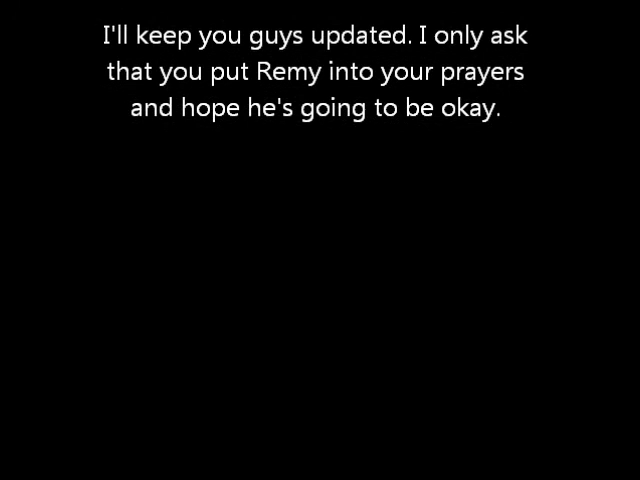 I'll keep you guys updated. I only ask
that you put Remy into your prayers
and hope he's going to be okay.